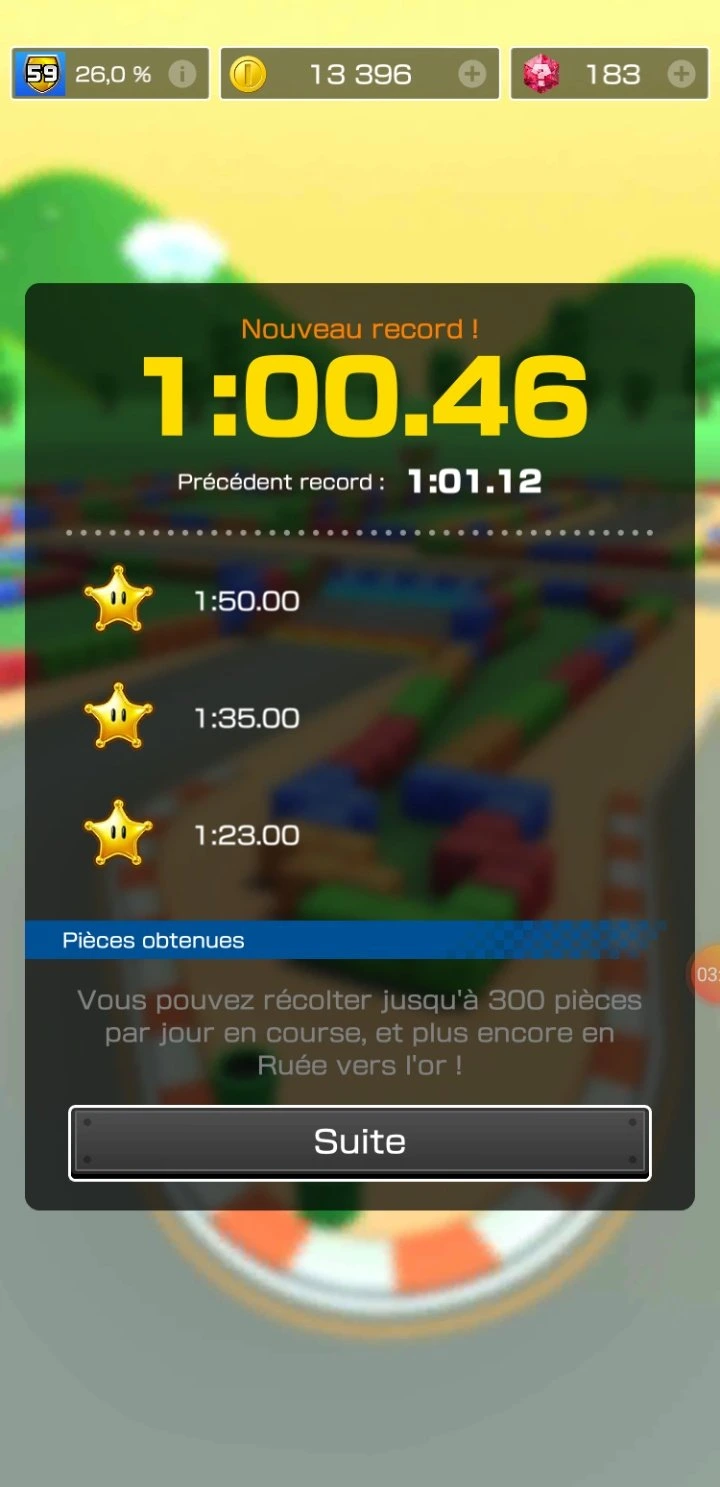 59 26,0 % i 13 396 + 183 +
Nouveau record !
1:00.46
Précédent record : 1:01.12
1:50.00
1:35.00
1:23.00
Pièces obtenues
Vous pouvez récolter jusqu'à 300 pièces
par jour en course, et plus encore en
Ruée vers l'or !
Suite